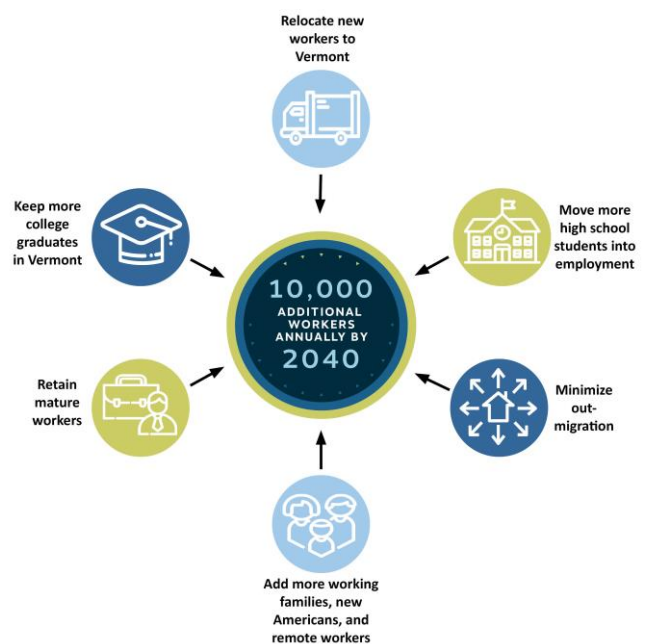 Relocate new
workers to
Vermont
Keep more
college
graduates
in Vermont
Move more
high school
students into
employment
10,000
ADDITIONAL
WORKERS
ANNUALLY BY
2040
Retain
mature
workers
Minimize
out-
migration
Add more working
families, new
Americans, and
remote workers